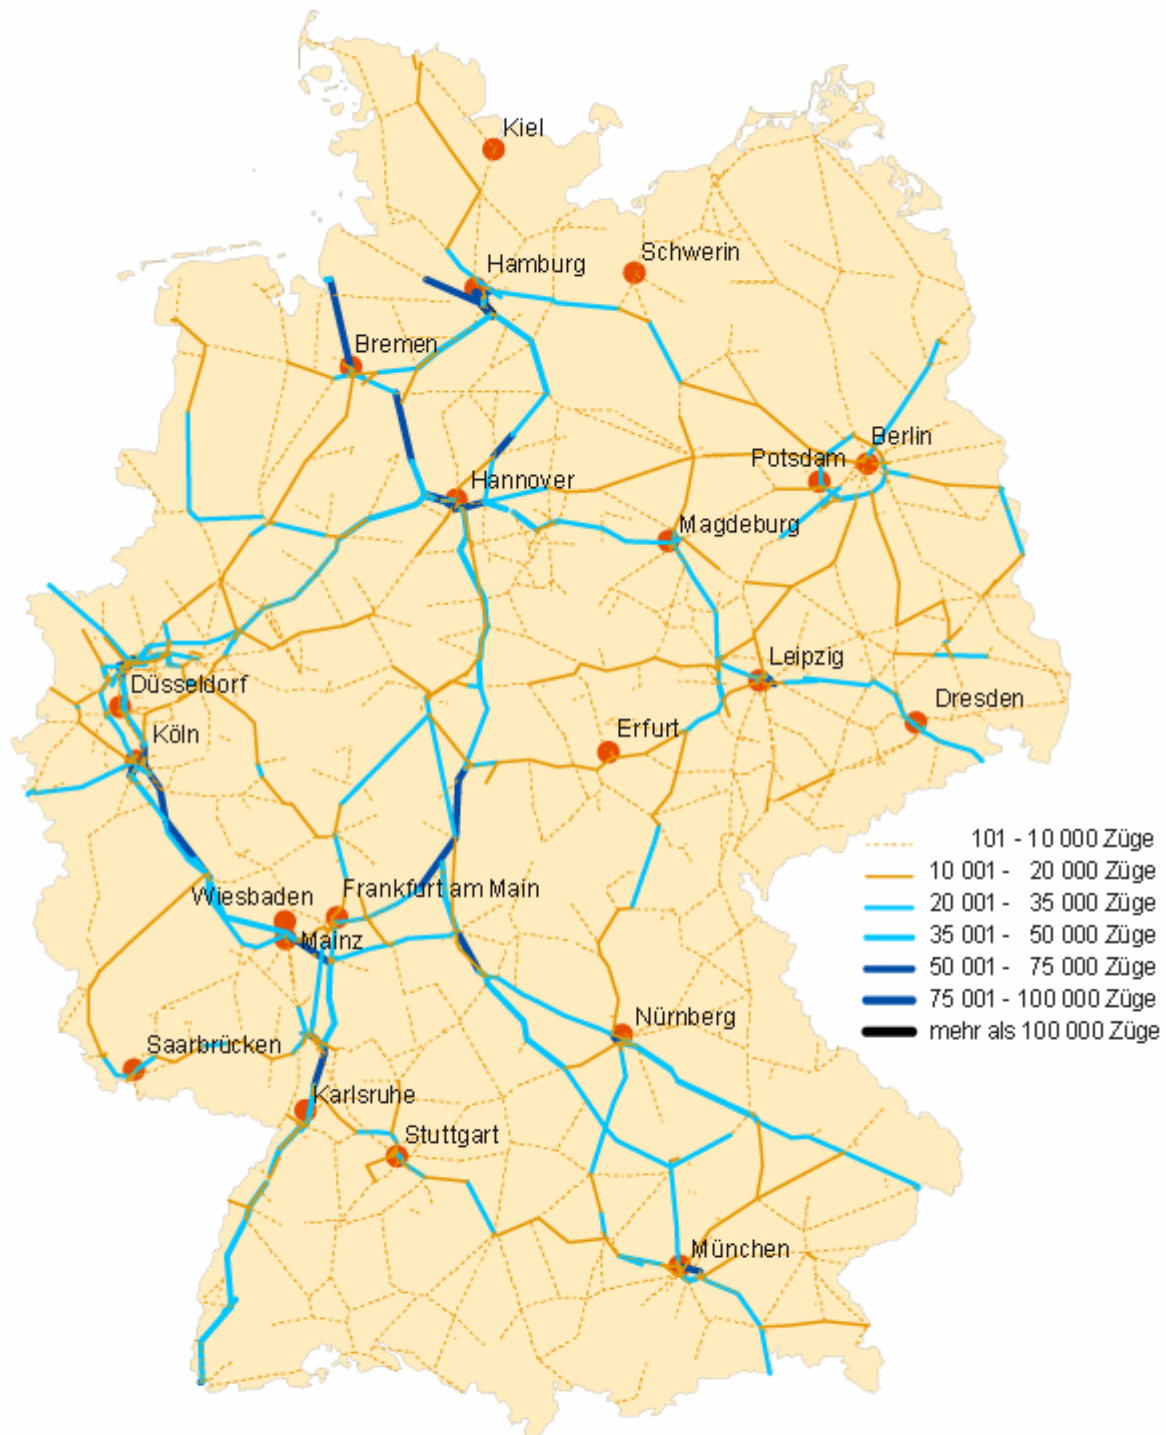 Kiel
Schwerin
Hamburg
Bremen
Berlin
Potsdam
Hannover
Magdeburg
Leipzig
Düsseldorf
Dresden
Köln
Erfurt
Wiesbaden
Frankfurt am Main
Mainz
Nürnberg
Saarbrücken
Karlsruhe
Stuttgart
München
101 - 10 000 Züge
10 001 - 20 000 Züge
20 001 - 35 000 Züge
35 001 - 50 000 Züge
50 001 - 75 000 Züge
75 001 - 100 000 Züge
mehr als 100 000 Züge